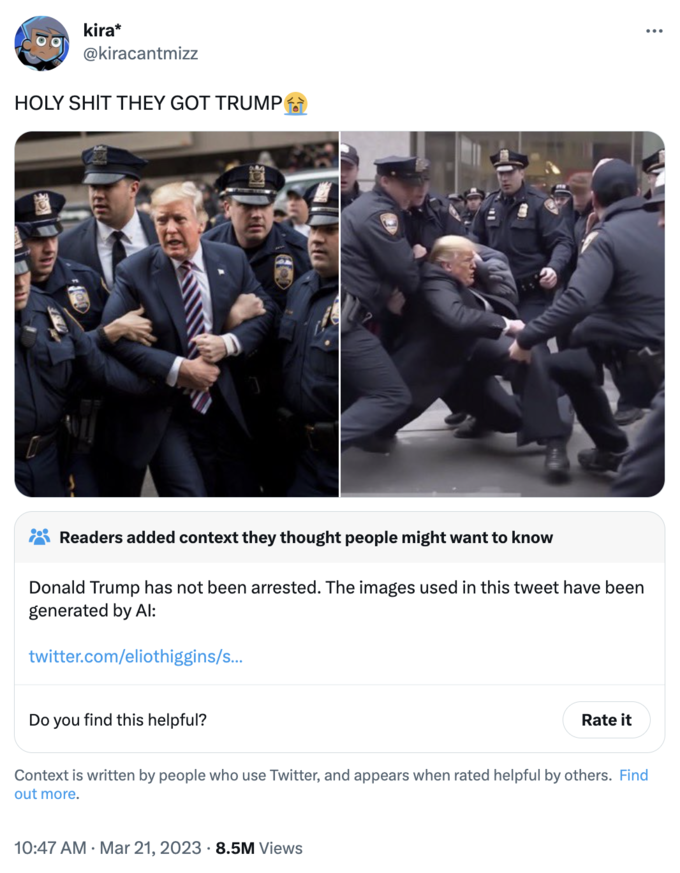 kira*
@kiracantmizz
HOLY SHIT THEY GOT TRUMP😭
Readers added context they thought people might want to know
Donald Trump has not been arrested. The images used in this tweet have been
generated by AI:
twitter.com/eliothiggins/s...
Do you find this helpful?
Rate it
Context is written by people who use Twitter, and appears when rated helpful by others. Find
out more.
10:47 AM · Mar 21, 2023 · 8.5M Views